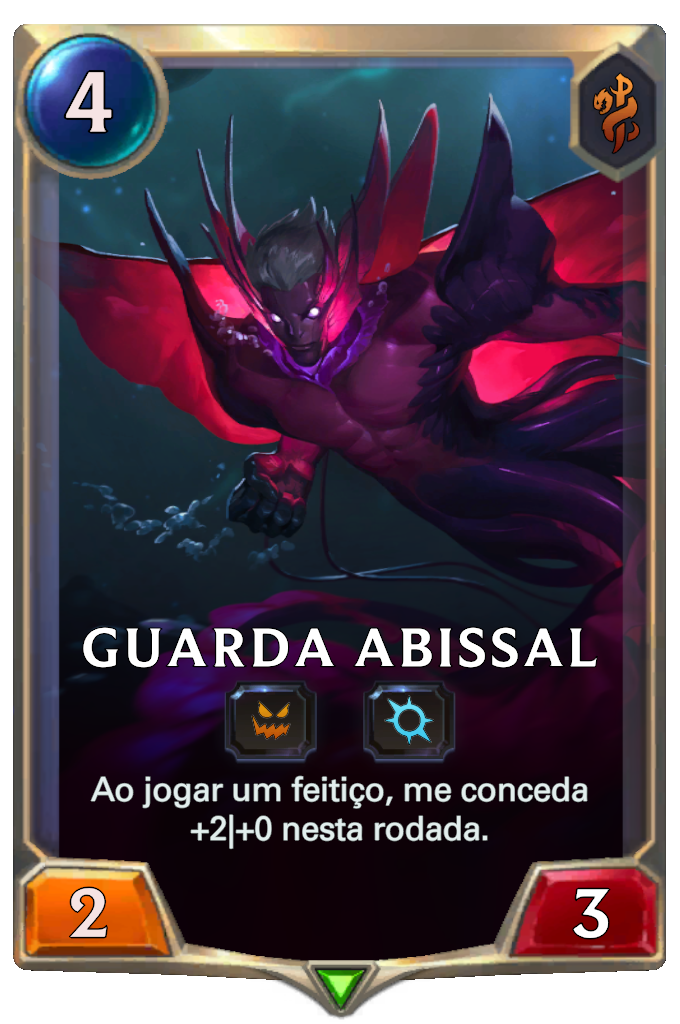 4
GUARDA ABISSAL
Ao jogar um feitiço, me conceda
+2|+0 nesta rodada.
2
3